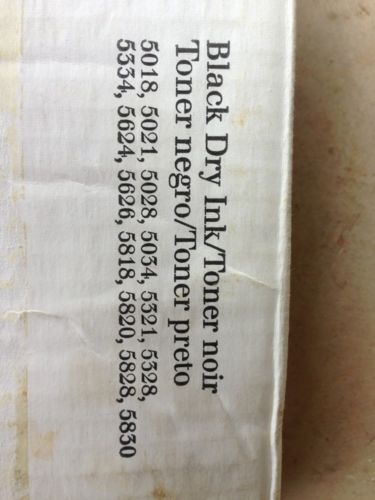 Black Dry Ink/Toner noir
Toner negro/Toner preto
5018, 5021, 5028, 5034, 5321, 5328,
5334, 5624, 5626, 5818, 5820, 5828, 5830